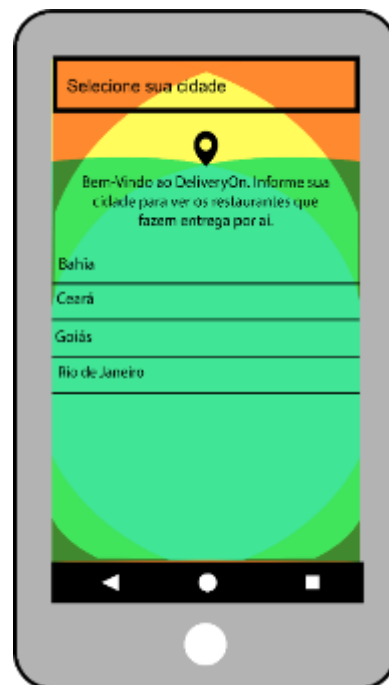 Selecione sua cidade
Bem-Vindo ao DeliveryOn. Informe sua
cidade para ver os restaurantes que
fazem entrega por ai.
Bahia
Ceará
Goiás
Rio de Janeiro